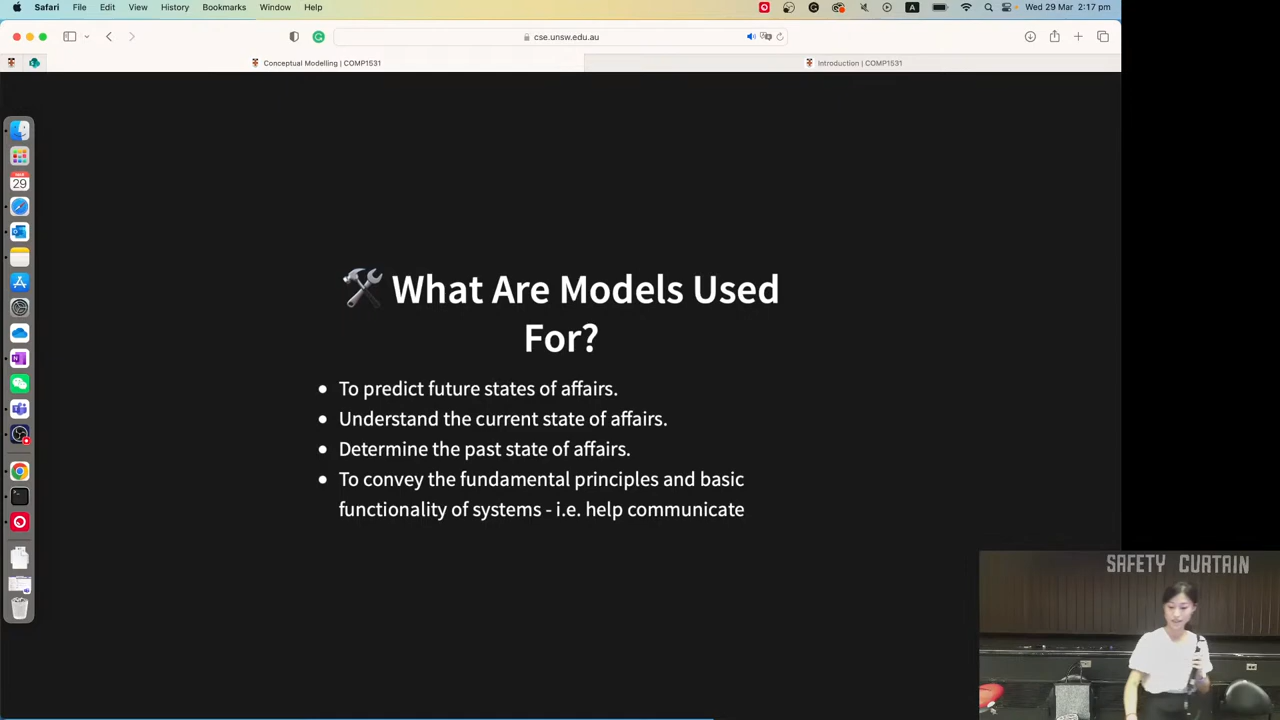 Safari File Edit View History Bookmarks Window Help
A
Wed 29 Mar 2:17 pm
cse.unsw.edu.au
Conceptual Modelling | COMP1531
Introduction | COMP1531
29
🛠 What Are Models Used
For?
• To predict future states of affairs.
• Understand the current state of affairs.
• Determine the past state of affairs.
• To convey the fundamental principles and basic
functionality of systems - i.e. help communicate
SAFETY CURTAIN